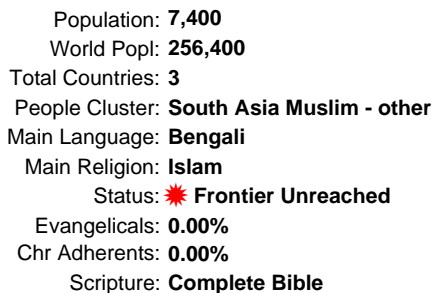 Population: 7,400
World Popl: 256,400
Total Countries: 3
People Cluster: South Asia Muslim - other
Main Language: Bengali
Main Religion: Islam
Status: Frontier Unreached
Evangelicals: 0.00%
Chr Adherents: 0.00%
Scripture: Complete Bible